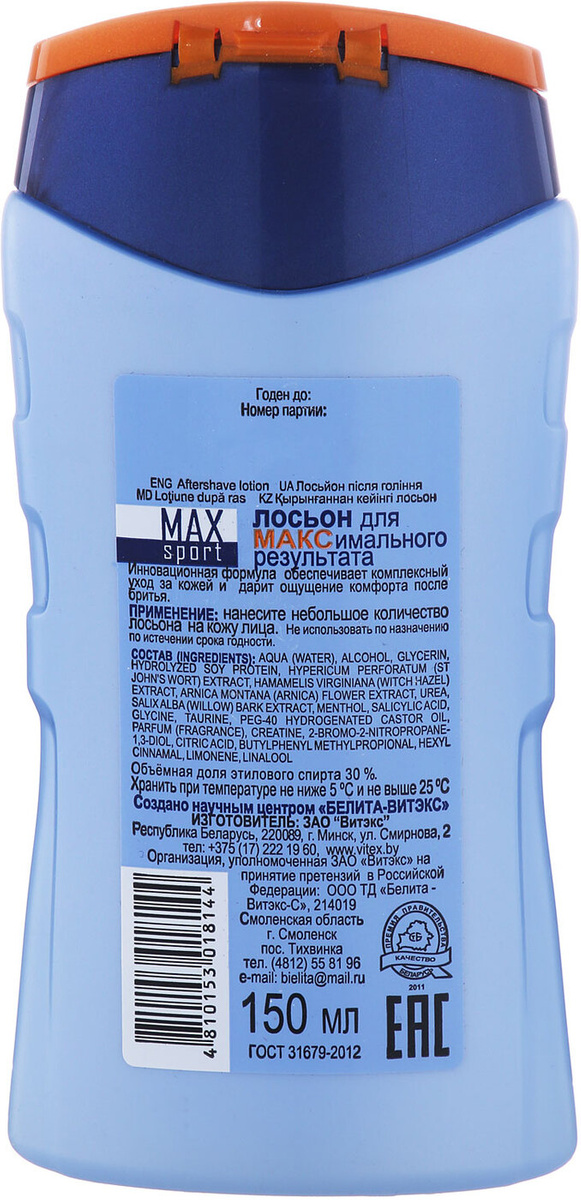 Годен до:
Номер партии:
ENG Aftershave lotion UA Лосьйон після гоління
MD Loțiune după ras KZ Қырынғаннан кейінгі лосьон
MAX
sport
ЛОСЬОН для
МАКСимального
результата
Инновационная формула обеспечивает комплексный
уход за кожей и дарит ощущение комфорта после
бритья.
ПРИМЕНЕНИЕ: нанесите небольшое количество
лосьона на кожу лица. Не использовать по назначению
по истечении срока годности.
СОСТАВ (INGREDIENTS): AQUA (WATER), ALCOHOL, GLYCERIN,
HYDROLYZED SOY PROTEIN, HYPERICUM PERFORATUM (ST
JOHN'S WORT) EXTRACT, HAMAMELIS VIRGINIANA (WITCH HAZEL)
EXTRACT, ARNICA MONTANA (ARNICA) FLOWER EXTRACT, UREA,
SALIX ALBA (WILLOW) BARK EXTRACT, MENTHOL, SALICYLIC ACID,
GLYCINE, TAURINE, PEG-40 HYDROGENATED CASTOR OIL,
PARFUM (FRAGRANCE), CREATINE, 2-BROMO-2-NITROPROPANE-
1,3-DIOL, CITRIC ACID, BUTYLPHENYL METHYLPROPIONAL, HEXYL
CINNAMAL, LIMONENE, LINALOOL
Объёмная доля этилового спирта 30 %.
Хранить при температуре не ниже 5 °C и не выше 25 °C
Создано научным центром «БЕЛИТА-ВИТЭКС»
ИЗГОТОВИТЕЛЬ: ЗАО "Витэкс"
Республика Беларусь, 220089, г. Минск, ул. Смирнова, 2
тел: +375 (17) 222 19 60, www.vitex.by
Организация, уполномоченная ЗАО «Витэкс» на
принятие претензий в Российской
Федерации: ООО ТД «Белита -
Витэкс-С», 214019
Смоленская область
г. Смоленск
пос. Тихвинка
тел. (4812) 55 81 96
e-mail: bielita@mail.ru
150 мл
ГОСТ 31679-2012
4810153018144
ПРЕМИЯ ПРАВИТЕЛЬСТВА
КАЧЕСТВО
БЕЛАРУСЬ
2011
EAC